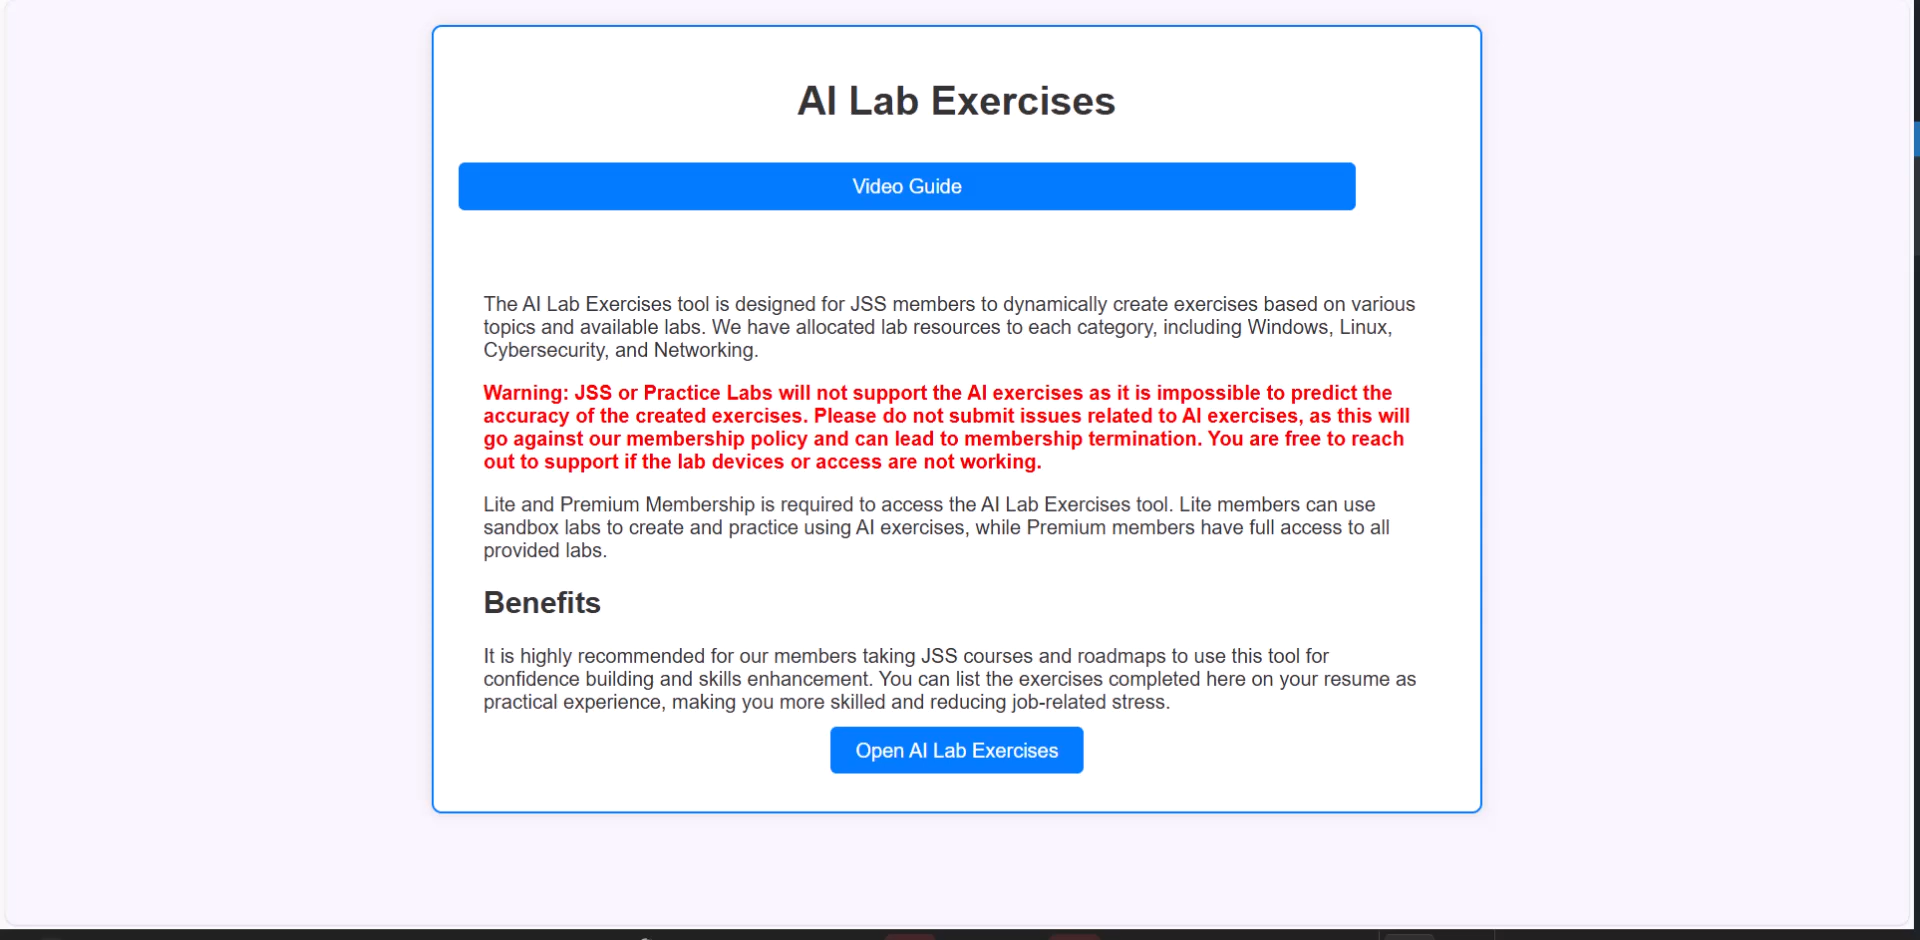 AI Lab Exercises
Video Guide
The AI Lab Exercises tool is designed for JSS members to dynamically create exercises based on various
topics and available labs. We have allocated lab resources to each category, including Windows, Linux,
Cybersecurity, and Networking.
Warning: JSS or Practice Labs will not support the AI exercises as it is impossible to predict the
accuracy of the created exercises. Please do not submit issues related to AI exercises, as this will
go against our membership policy and can lead to membership termination. You are free to reach
out to support if the lab devices or access are not working.
Lite and Premium Membership is required to access the AI Lab Exercises tool. Lite members can use
sandbox labs to create and practice using AI exercises, while Premium members have full access to all
provided labs.
Benefits
It is highly recommended for our members taking JSS courses and roadmaps to use this tool for
confidence building and skills enhancement. You can list the exercises completed here on your resume as
practical experience, making you more skilled and reducing job-related stress.
Open AI Lab Exercises